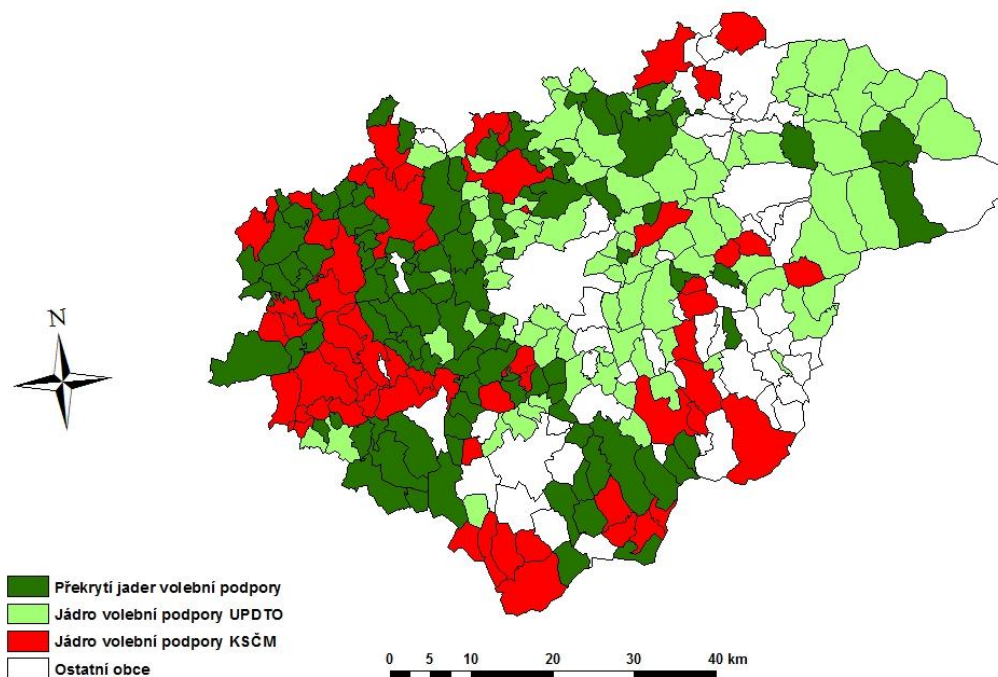 N
Překrytí jader volební podpory
Jádro volební podpory UPDTO
Jádro volební podpory KSČM
Ostatní obce
0 5 10 20 30 40 km